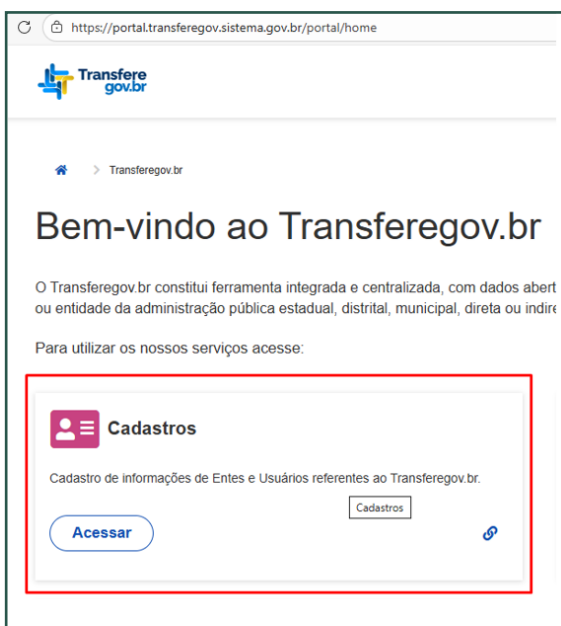 https://portal.transferegov.sistema.gov.br/portal/home
Transfere
gov.br
Transferegov.br
Bem-vindo ao Transferegov.br
O Transferegov.br constitui ferramenta integrada e centralizada, com dados
ou entidade da administração pública estadual, distrital, municipal, direta ou
Para utilizar os nossos serviços acesse:
Cadastros
Cadastro de informações de Entes e Usuários referentes ao Transferegov.br.
Cadastros
Acessar